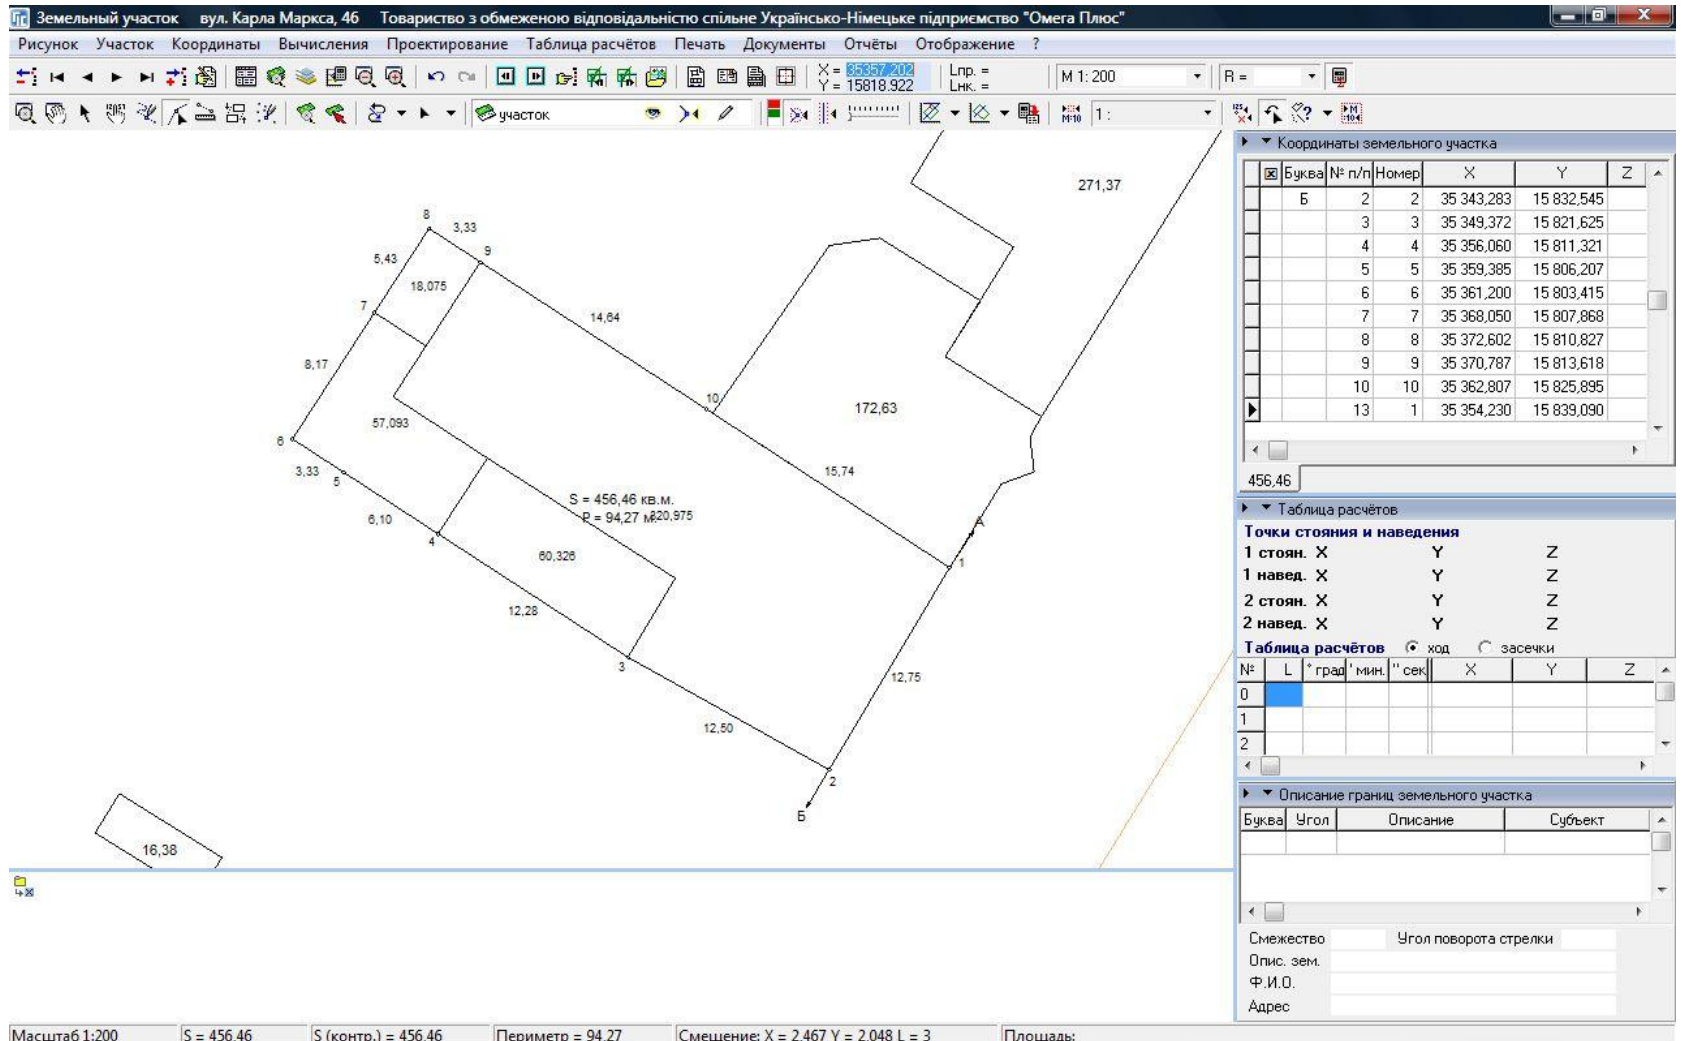 Земельный участок вул. Карла Маркса, 46 Товариство з обмеженою відповідальністю спільне Українсько-Німецьке підприємство "Омега Плюс"
Рисунок Участок Координаты Вычисления Проектирование Таблица расчётов Печать Документы Отчёты Отображение ?
X = 35357,202 Lпр. = M 1: 200 R =
Y = 15818.922 Lнк. =
участок 1 :
Координаты земельного участка
Буква № п/п Номер X Y Z
Б 2 2 35 343,283 15 832,545
3 3 35 349,372 15 821,625
4 4 35 356,060 15 811,321
5 5 35 359,385 15 806,207
6 6 35 361,200 15 803,415
7 7 35 368,050 15 807,868
8 8 35 372,602 15 810,827
9 9 35 370,787 15 813,618
10 10 35 362,807 15 825,895
13 1 35 354,230 15 839,090
456,46
271,37
8
3,33
9
5,43
18,075
7
14,64
8,17
10
172,63
57,093
6
3,33
5
15,74
S = 456,46 кв.м.
P = 94,27 м.
320,975
6,10
4
А
60,326
1
12,28
3
12,75
12,50
2
Б
16,38
Таблица расчётов
Точки стояния и наведения
1 стоян. X Y Z
1 навед. X Y Z
2 стоян. X Y Z
2 навед. X Y Z
Таблица расчётов ход засечки
№ L ° град ' мин. " сек X Y Z
0
1
2
Описание границ земельного участка
Буква Угол Описание Субъект
Смежество Угол поворота стрелки
Опис. зем.
Ф.И.О.
Адрес
Масштаб 1:200 S = 456,46 S (контр.) = 456,46 Периметр = 94,27 Смещение: X = 2,467 Y = 2,048 L = 3 Площадь: